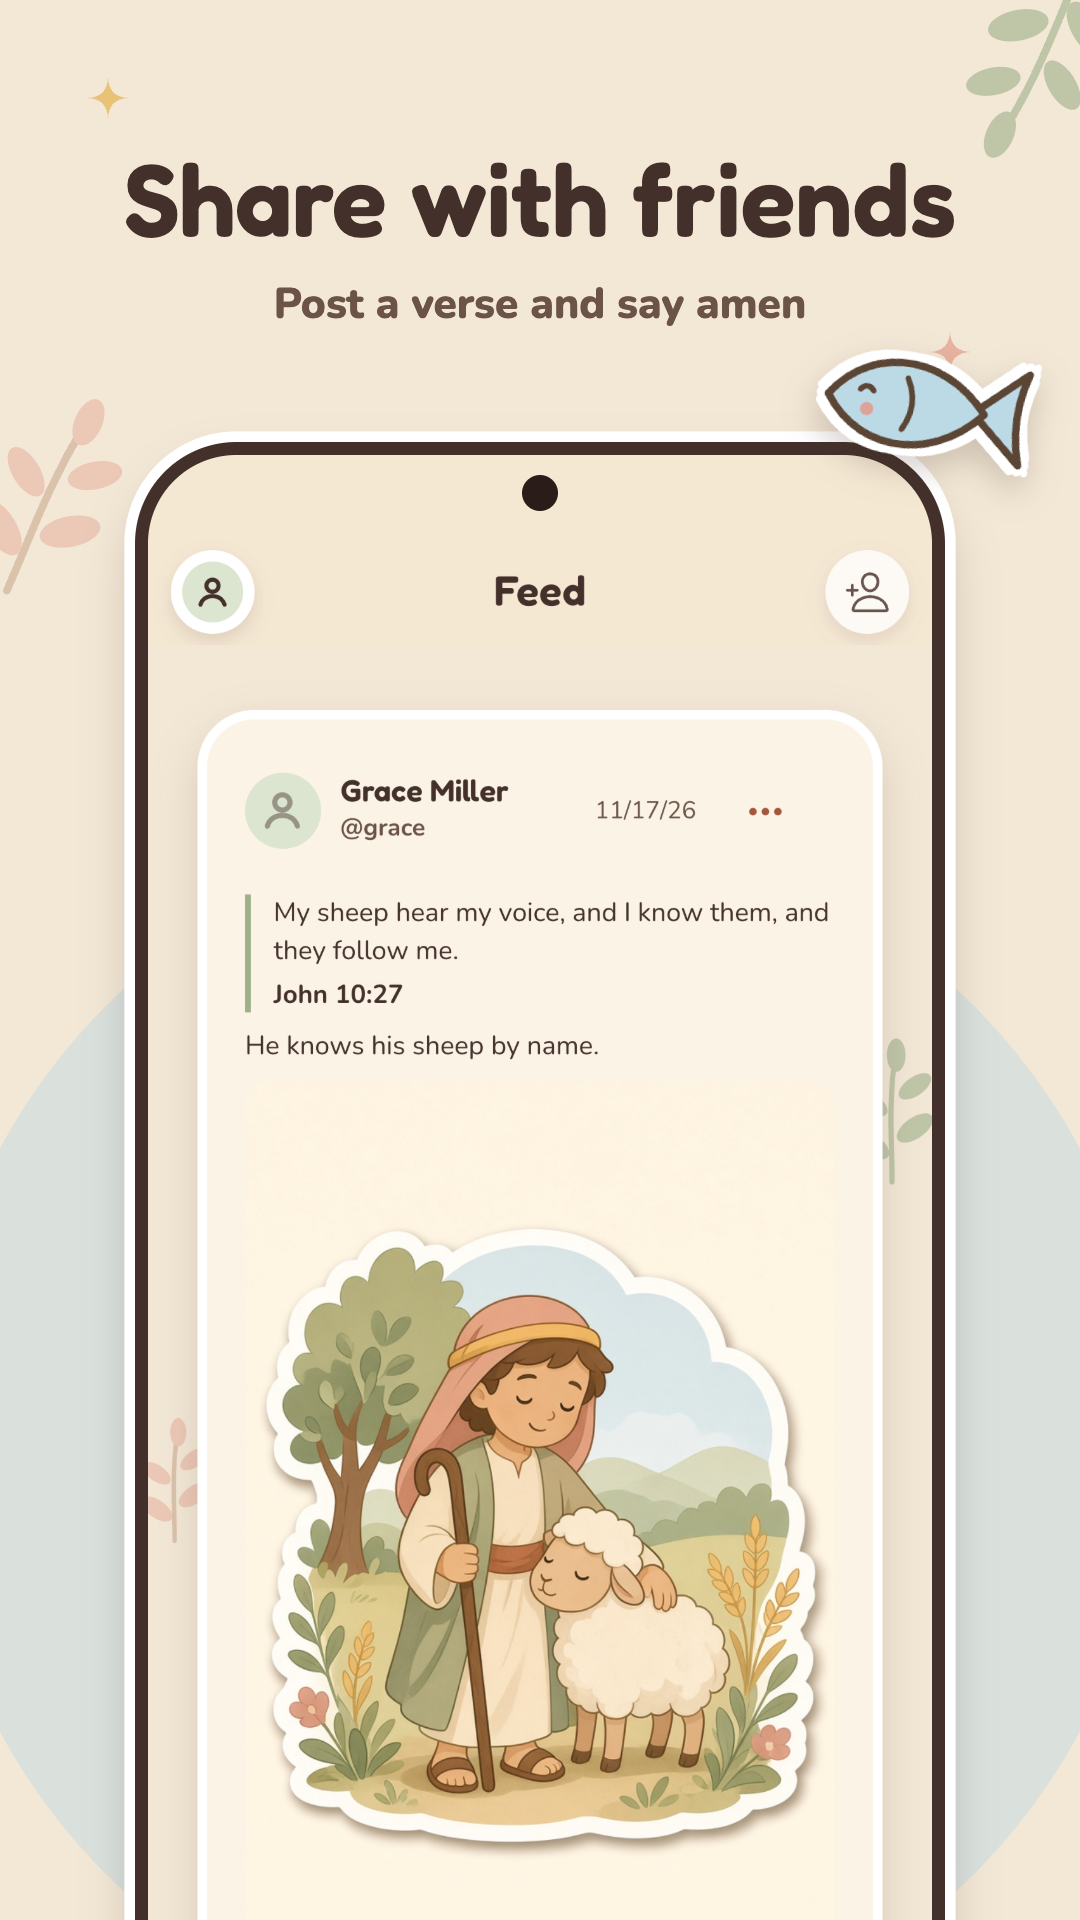 Share with friends
Post a verse and say amen
Feed
Grace Miller
@grace
11/17/26
My sheep hear my voice, and I know them, and
they follow me.
John 10:27
He knows his sheep by name.